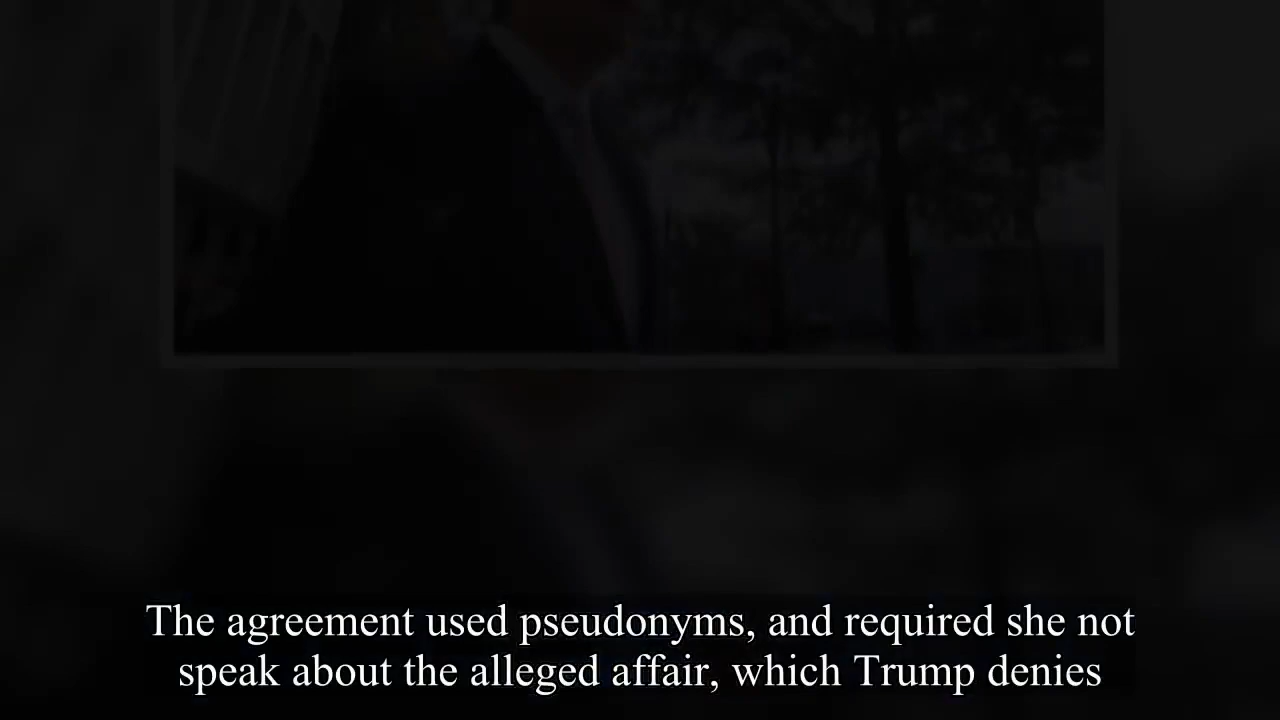 The agreement used pseudonyms, and required she not
speak about the alleged affair, which Trump denies